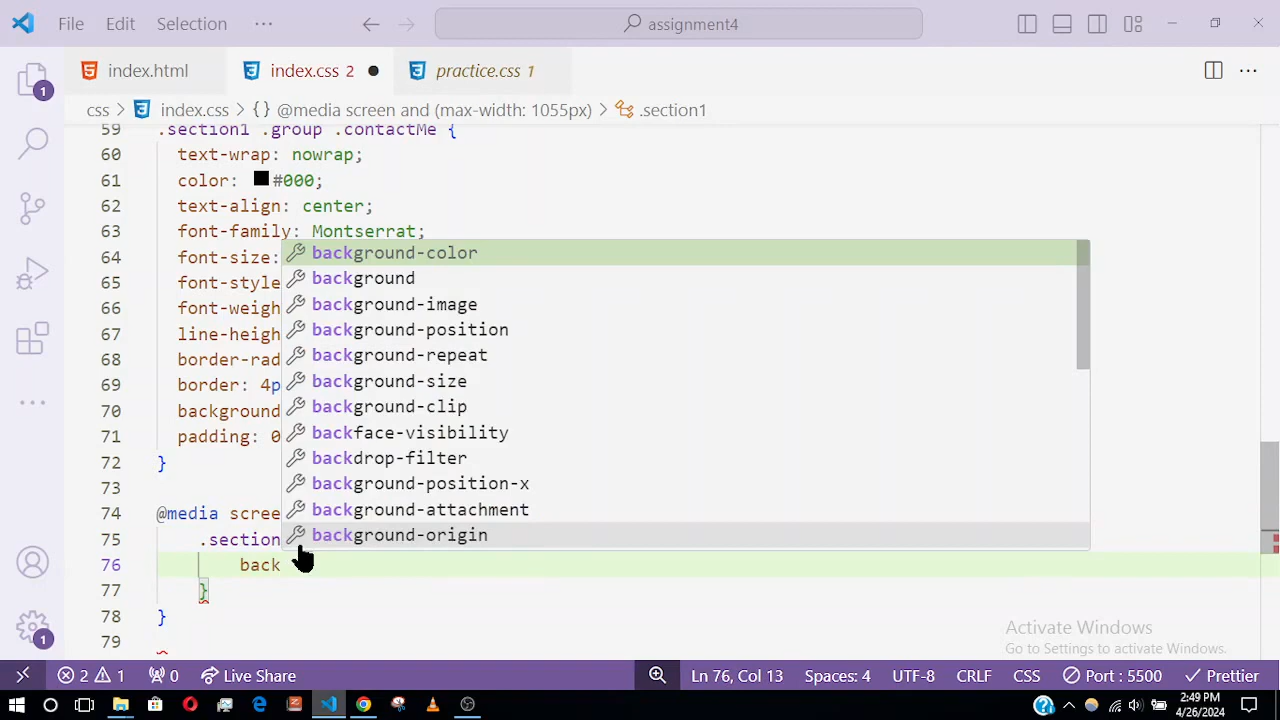 File Edit Selection ··· assignment4
index.html index.css 2 practice.css 1
css > index.css > {} @media screen and (max-width: 1055px) > .section1
59 .section1 .group .contactMe {
60 text-wrap: nowrap;
61 color: #000;
62 text-align: center;
63 font-family: Montserrat;
64 font-size:
65 font-style
66 font-weigh
67 line-heigh
68 border-rad
69 border: 4p
70 background
71 padding: 0
72 }
73
74 @media scree
75 .section
76 back
77 }
78 }
79
background-color
background
background-image
background-position
background-repeat
background-size
background-clip
backface-visibility
backdrop-filter
background-position-x
background-attachment
background-origin
1
1
Activate Windows
Go to Settings to activate Windows.
2 1 0 Live Share Ln 76, Col 13 Spaces: 4 UTF-8 CRLF CSS Port : 5500 Prettier
2:49 PM
4/26/2024